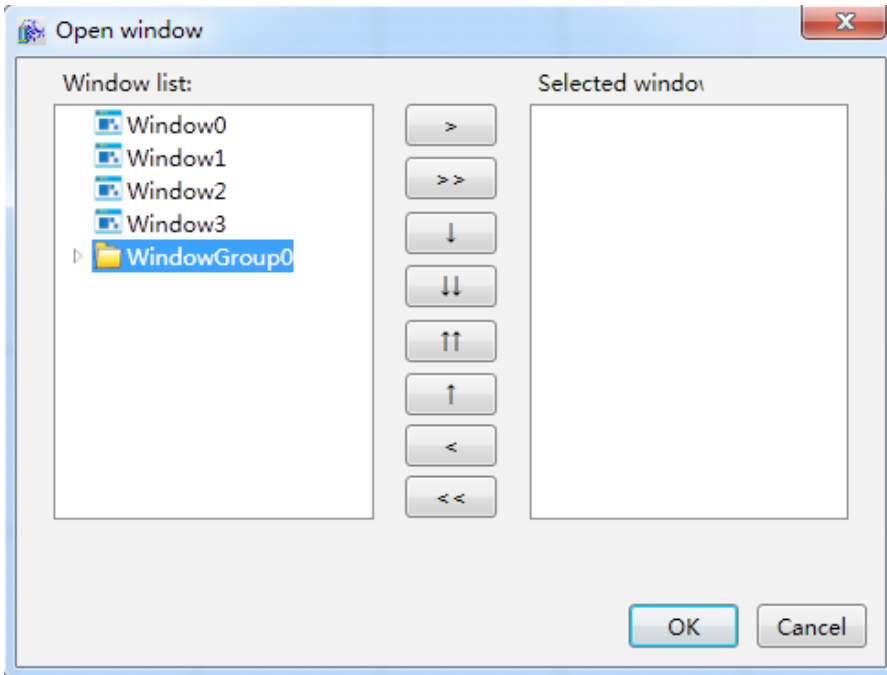 Open window
Window list:
Selected windov
Window0
Window1
Window2
Window3
WindowGroup0
>
>>
↓
↓↓
↑↑
↑
<
<<
OK
Cancel